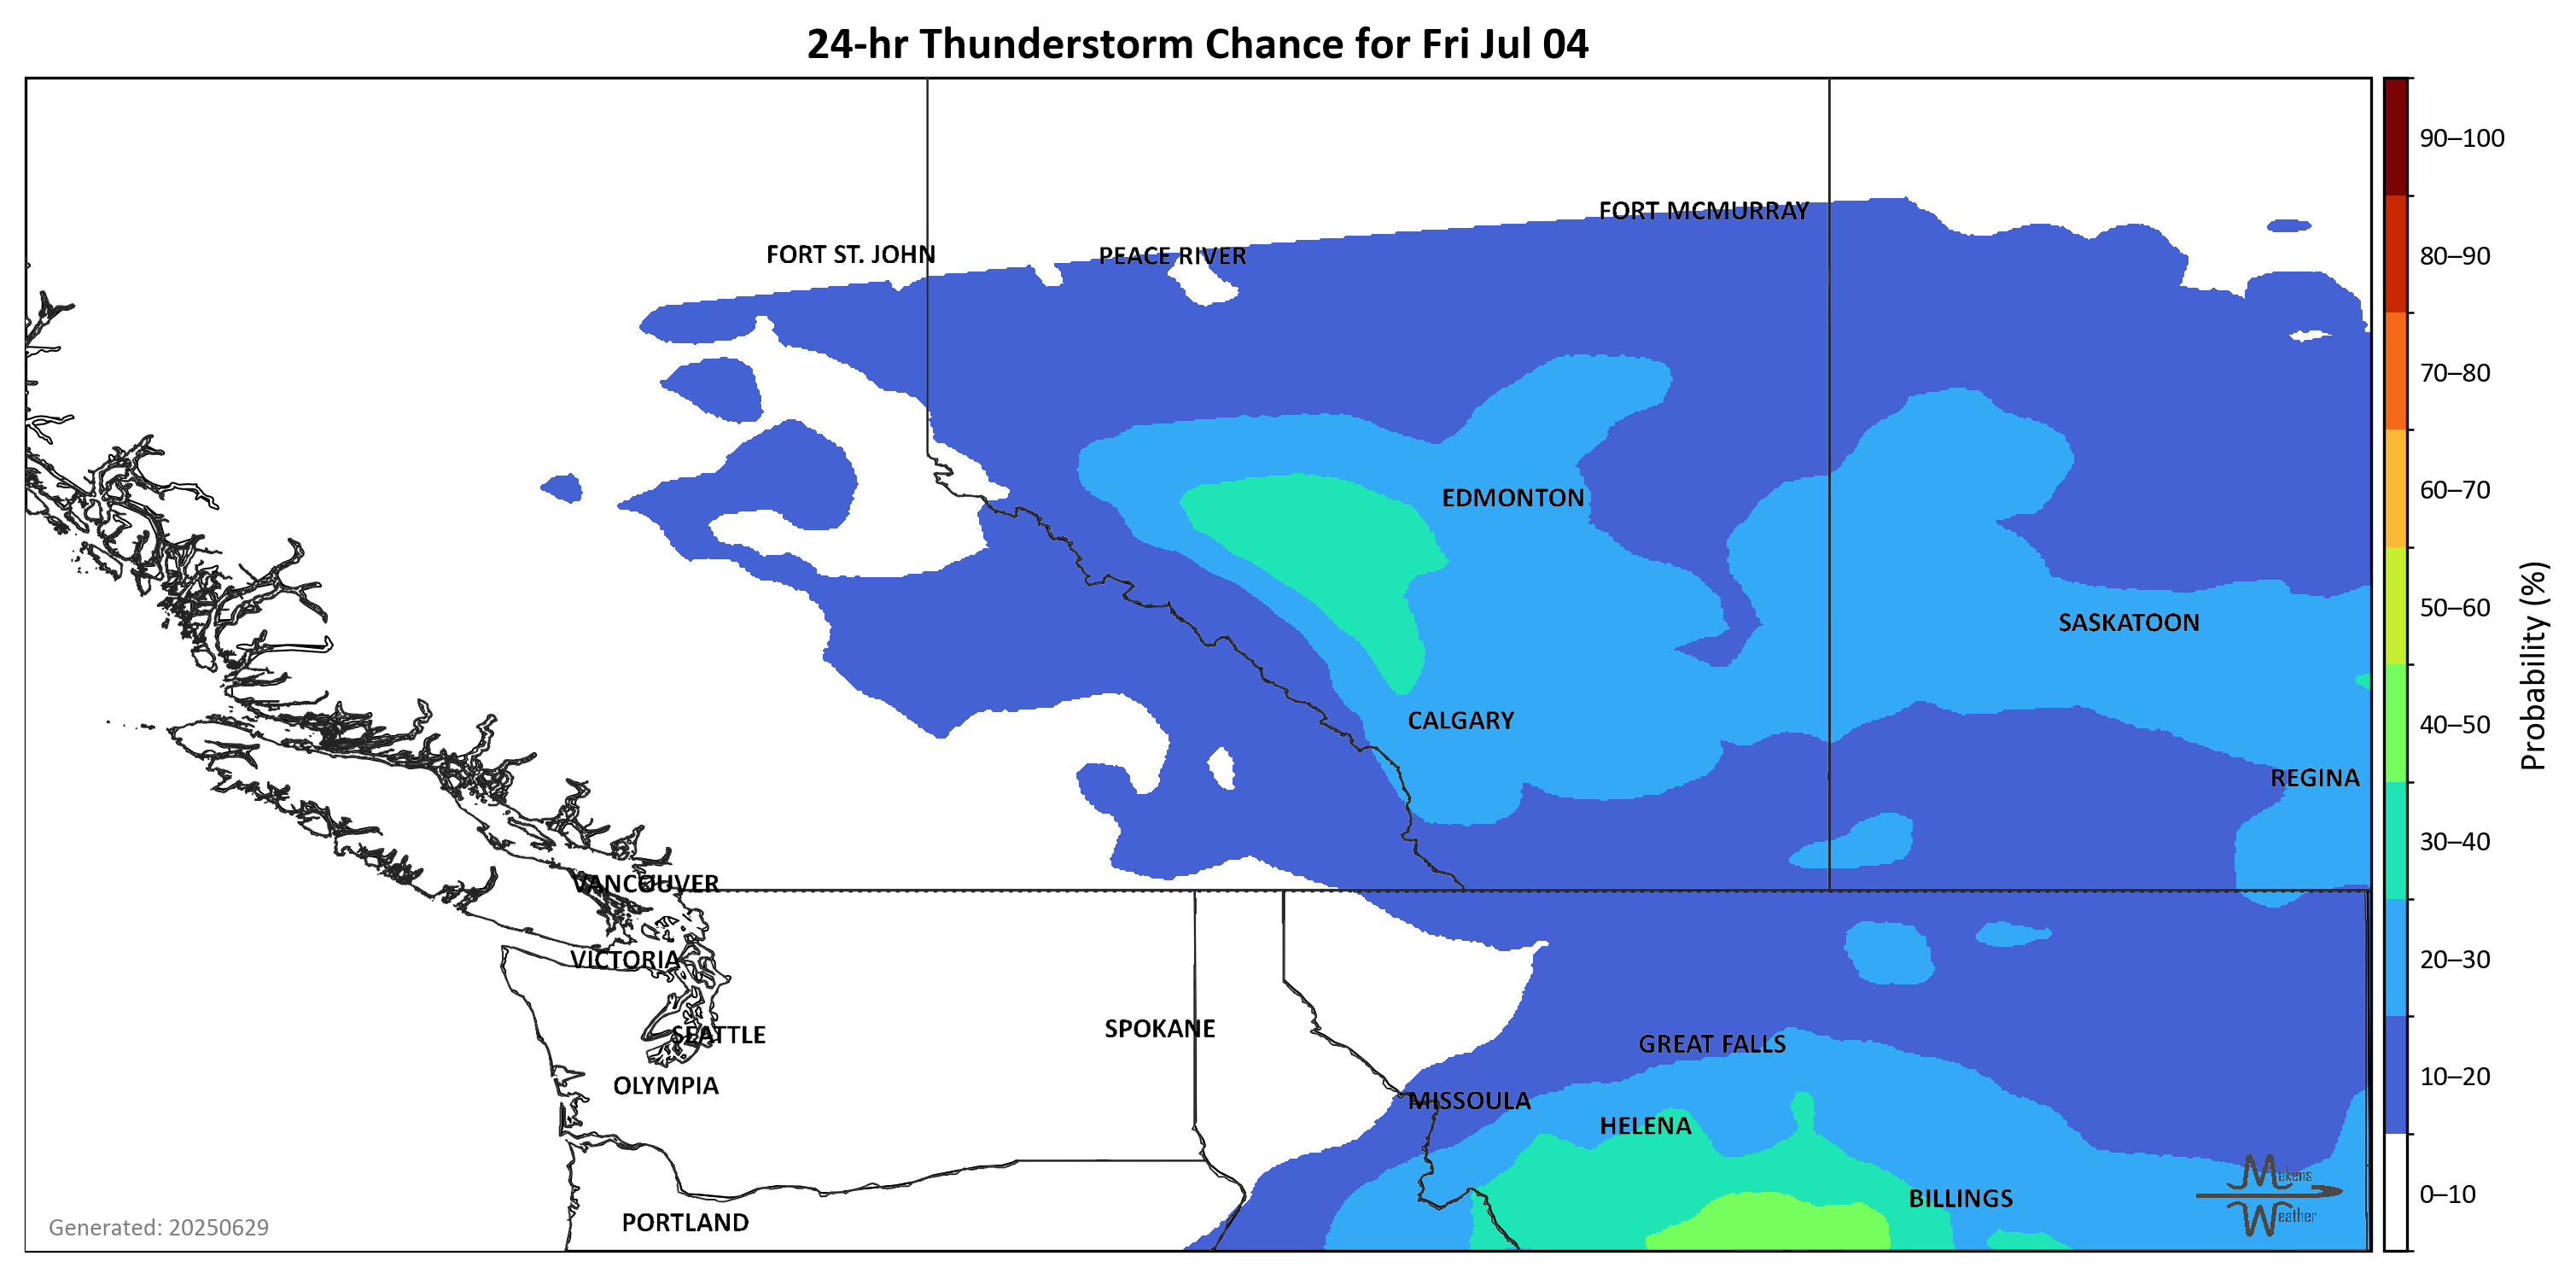 24-hr Thunderstorm Chance for Fri Jul 04
90–100
FORT MCMURRAY
FORT ST. JOHN
PEACE RIVER
80–90
70–80
60–70
EDMONTON
50–60
SASKATOON
Probability (%)
CALGARY
40–50
REGINA
30–40
VANCOUVER
VICTORIA
20–30
SPOKANE
SEATTLE
GREAT FALLS
OLYMPIA
10–20
MISSOULA
HELENA
Makens
Weather
BILLINGS
0–10
PORTLAND
Generated: 20250629